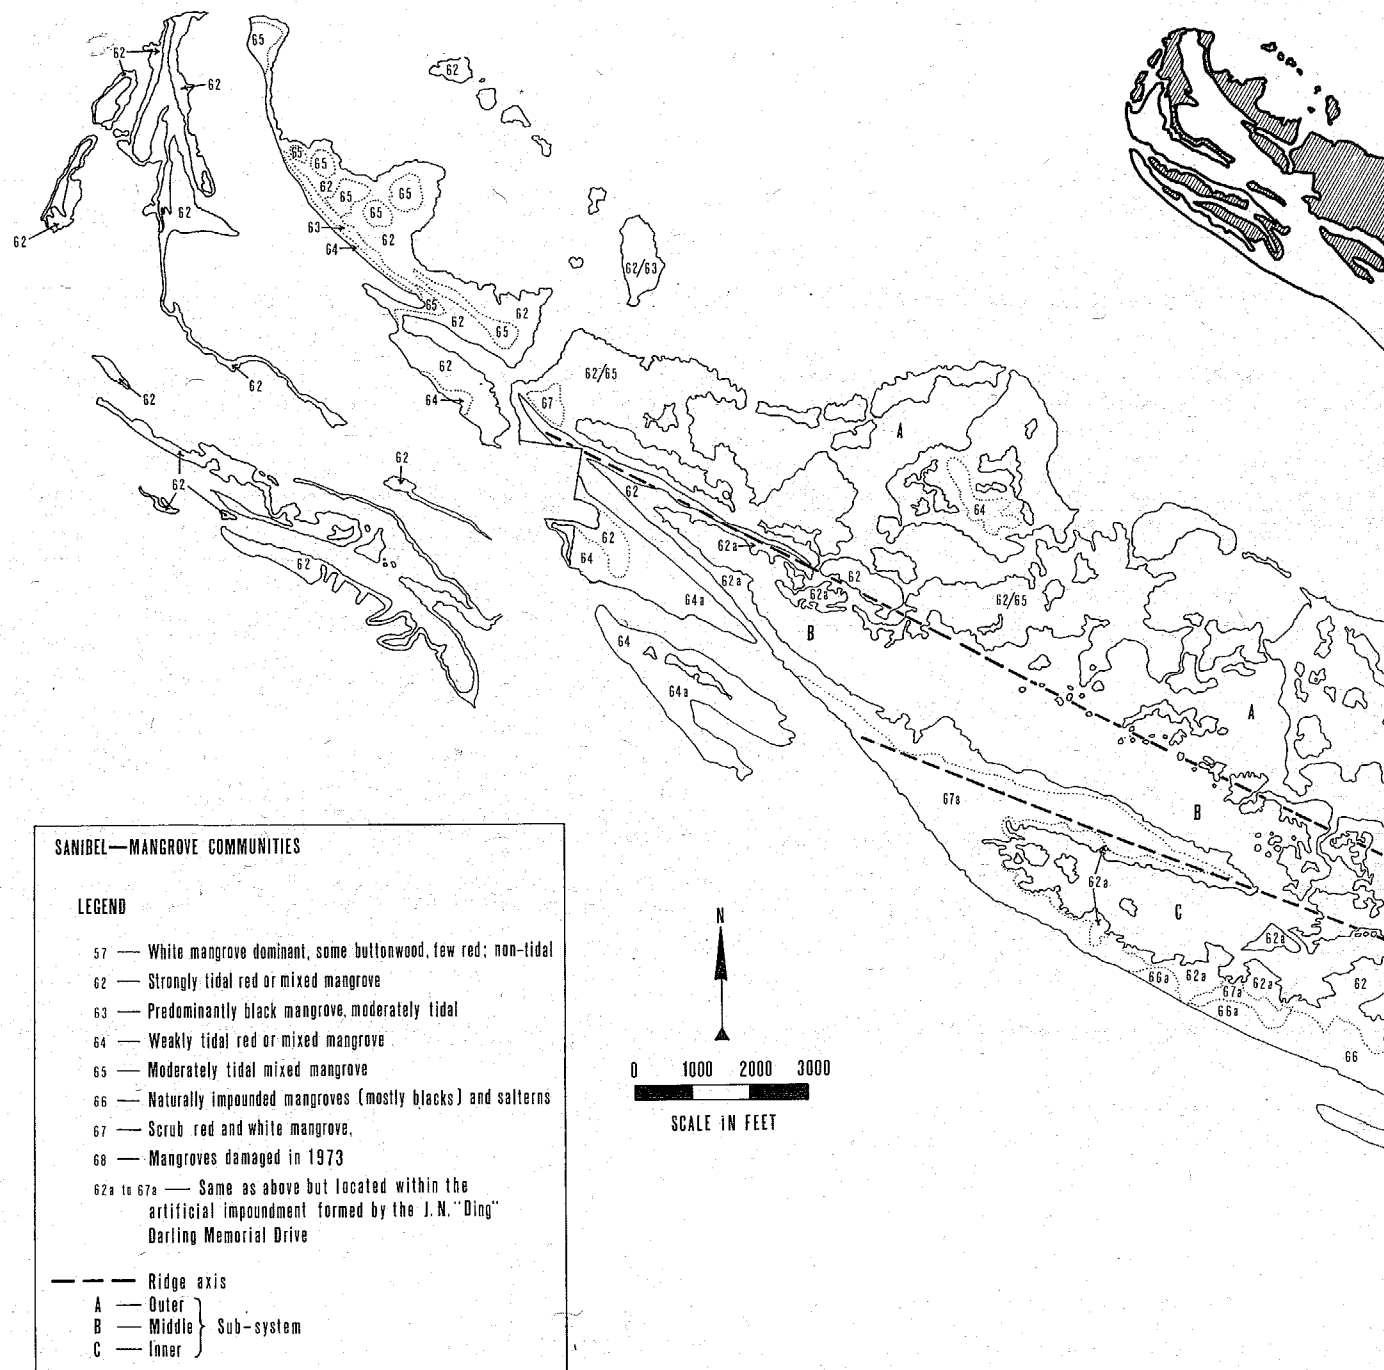 65
62
62
62
65
65
62
65
65
65
62
62
63
62
64
62
62/63
65
62
62
65
62
62/65
62
62
64
67
A
62
62
62
64
62
62a
62
64
62
62a
62
62a
62/65
64a
B
64
64a
A
67a
B
62a
C
62a
66a
62a
62a
62
67a
66a
66
SANIBEL—MANGROVE COMMUNITIES
LEGEND
57 — White mangrove dominant, some buttonwood, few red; non-tidal
62 — Strongly tidal red or mixed mangrove
63 — Predominantly black mangrove, moderately tidal
64 — Weakly tidal red or mixed mangrove
65 — Moderately tidal mixed mangrove
66 — Naturally impounded mangroves (mostly blacks) and salterns
67 — Scrub red and white mangrove,
68 — Mangroves damaged in 1973
62a to 67a — Same as above but located within the
artificial impoundment formed by the J.N. "Ding"
Darling Memorial Drive
Ridge axis
A — Outer
B — Middle Sub-system
C — Inner
N
0 1000 2000 3000
SCALE IN FEET